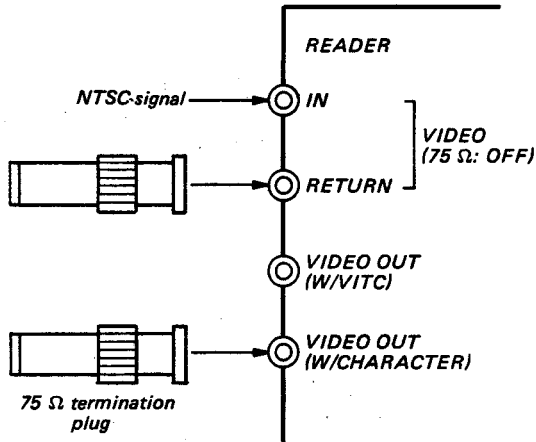 READER
NTSC-signal
IN
VIDEO
(75 Ω: OFF)
RETURN
VIDEO OUT
(W/VITC)
VIDEO OUT
(W/CHARACTER)
75 Ω termination
plug